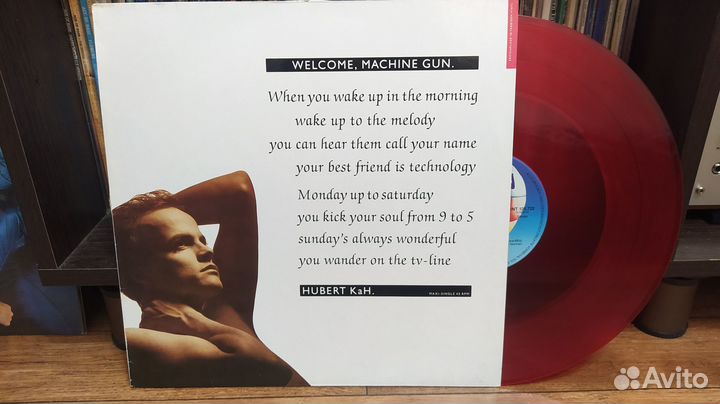 WELCOME, MACHINE GUN.
When you wake up in the morning
wake up to the melody
you can hear them call your name
your best friend is technology
Monday up to saturday
you kick your soul from 9 to 5
sunday's always wonderful
you wander on the tv-line
HUBERT KaH.
MAXI-SINGLE 45 RPM
Avito